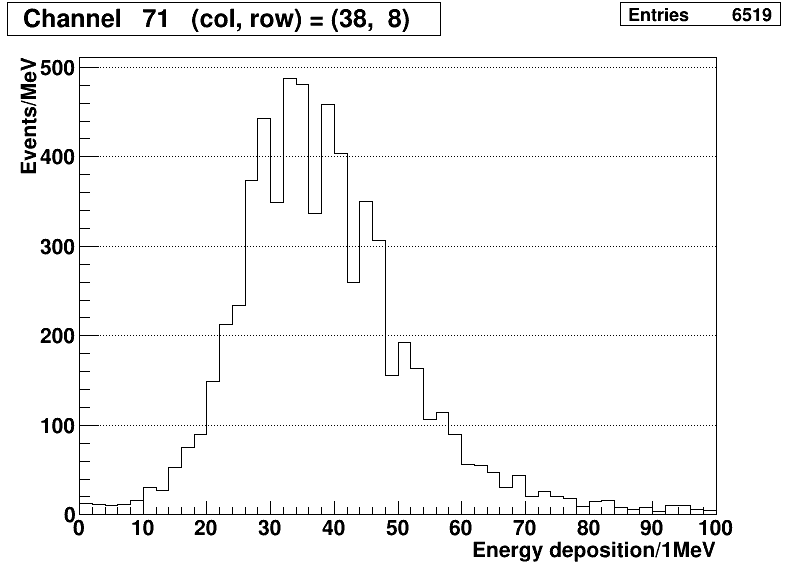 Channel 71 (col, row) = (38, 8)
Entries 6519
Events/MeV
500
400
300
200
100
0
0 10 20 30 40 50 60 70 80 90 100
Energy deposition/1MeV